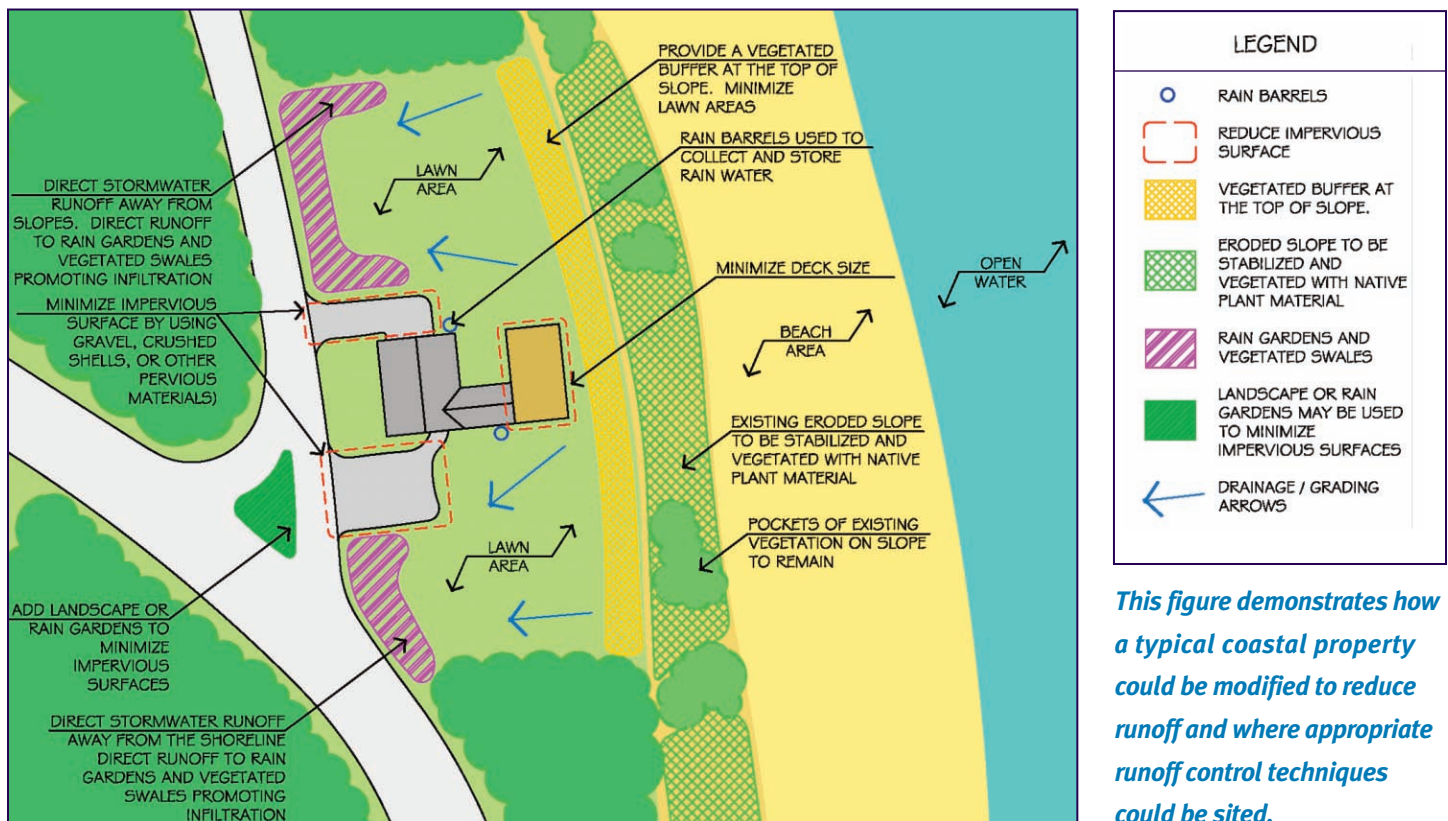 PROVIDE A VEGETATED
BUFFER AT THE TOP OF
SLOPE. MINIMIZE
LAWN AREAS
RAIN BARRELS USED TO
COLLECT AND STORE
RAIN WATER
LAWN
AREA
DIRECT STORMWATER
RUNOFF AWAY FROM
SLOPES. DIRECT RUNOFF
TO RAIN GARDENS AND
VEGETATED SWALES
PROMOTING INFILTRATION
MINIMIZE IMPERVIOUS
SURFACE BY USING
GRAVEL, CRUSHED
SHELLS, OR OTHER
PERVIOUS
MATERIALS)
MINIMIZE DECK SIZE
OPEN
WATER
BEACH
AREA
EXISTING ERODED SLOPE
TO BE STABILIZED AND
VEGETATED WITH NATIVE
PLANT MATERIAL
POCKETS OF EXISTING
VEGETATION ON SLOPE
TO REMAIN
LAWN
AREA
ADD LANDSCAPE OR
RAIN GARDENS TO
MINIMIZE
IMPERVIOUS
SURFACES
DIRECT STORMWATER RUNOFF
AWAY FROM THE SHORELINE
DIRECT RUNOFF TO RAIN
GARDENS AND VEGETATED
SWALES PROMOTING
INFILTRATION
LEGEND
RAIN BARRELS
REDUCE IMPERVIOUS
SURFACE
VEGETATED BUFFER AT
THE TOP OF SLOPE.
ERODED SLOPE TO BE
STABILIZED AND
VEGETATED WITH NATIVE
PLANT MATERIAL
RAIN GARDENS AND
VEGETATED SWALES
LANDSCAPE OR RAIN
GARDENS MAY BE USED
TO MINIMIZE
IMPERVIOUS SURFACES
DRAINAGE / GRADING
ARROWS
This figure demonstrates how
a typical coastal property
could be modified to reduce
runoff and where appropriate
runoff control techniques
could be sited.